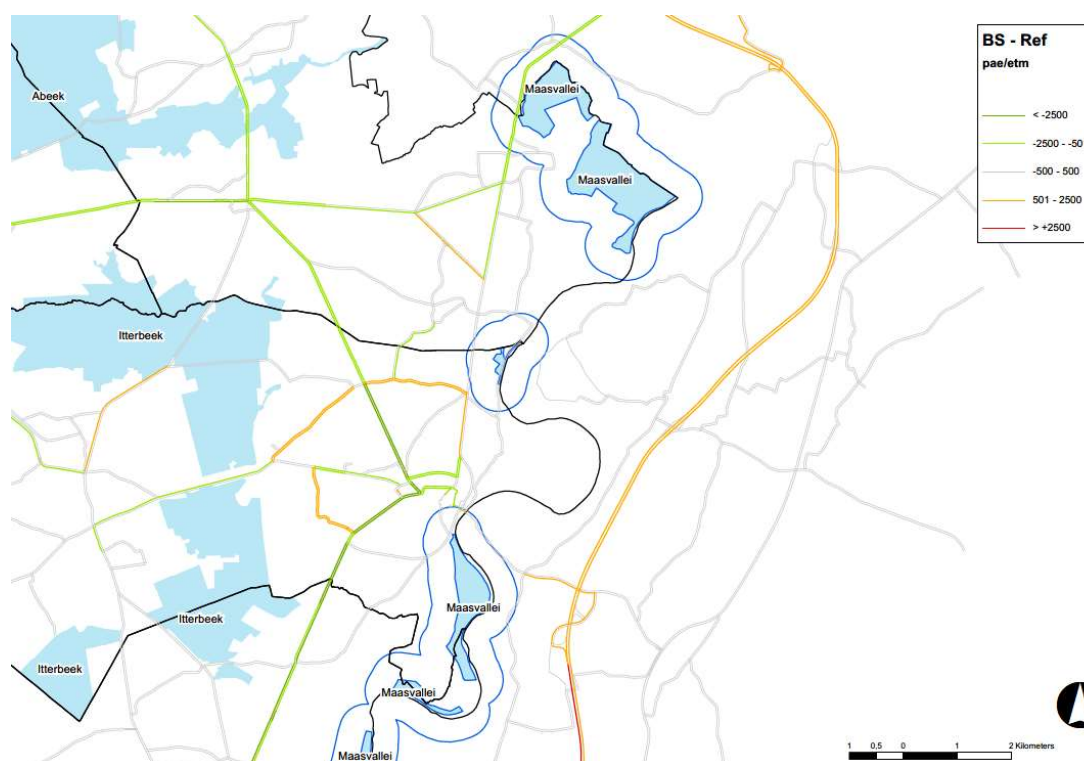 BS - Ref
pae/etm
< -2500
-2500 - -50
-500 - 500
501 - 2500
> +2500
Maasvallei
Abeek
Maasvallei
Itterbeek
Maasvallei
Itterbeek
Itterbeek
Maasvallei
Maasvallei
1 0,5 0 1 2 Kilometers